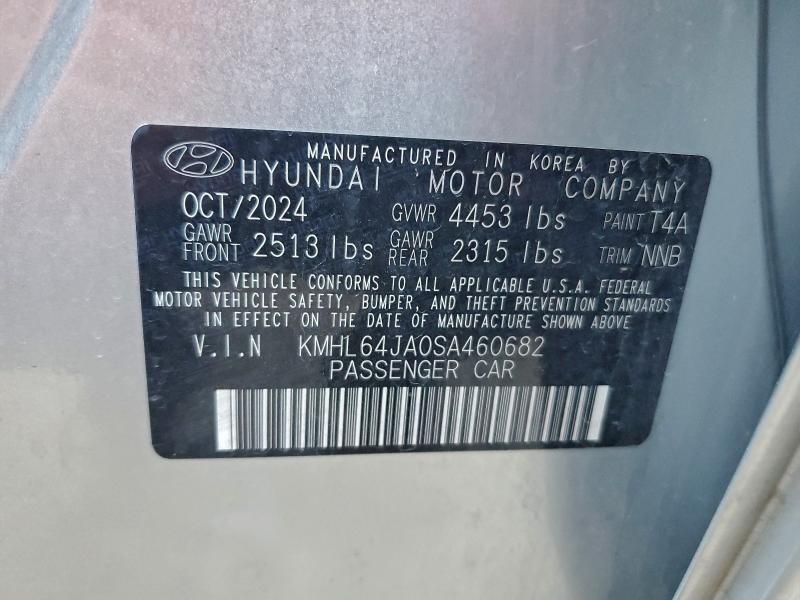 MANUFACTURED IN KOREA BY
HYUNDAI MOTOR COMPANY
OCT/2024 GVWR 4453 lbs PAINT T4A
GAWR FRONT 2513 lbs GAWR REAR 2315 lbs TRIM NNB
THIS VEHICLE CONFORMS TO ALL APPLICABLE U.S.A. FEDERAL
MOTOR VEHICLE SAFETY, BUMPER, AND THEFT PREVENTION STANDARDS
IN EFFECT ON THE DATE OF MANUFACTURE SHOWN ABOVE
V.I.N KMHL64JA0SA460682
PASSENGER CAR